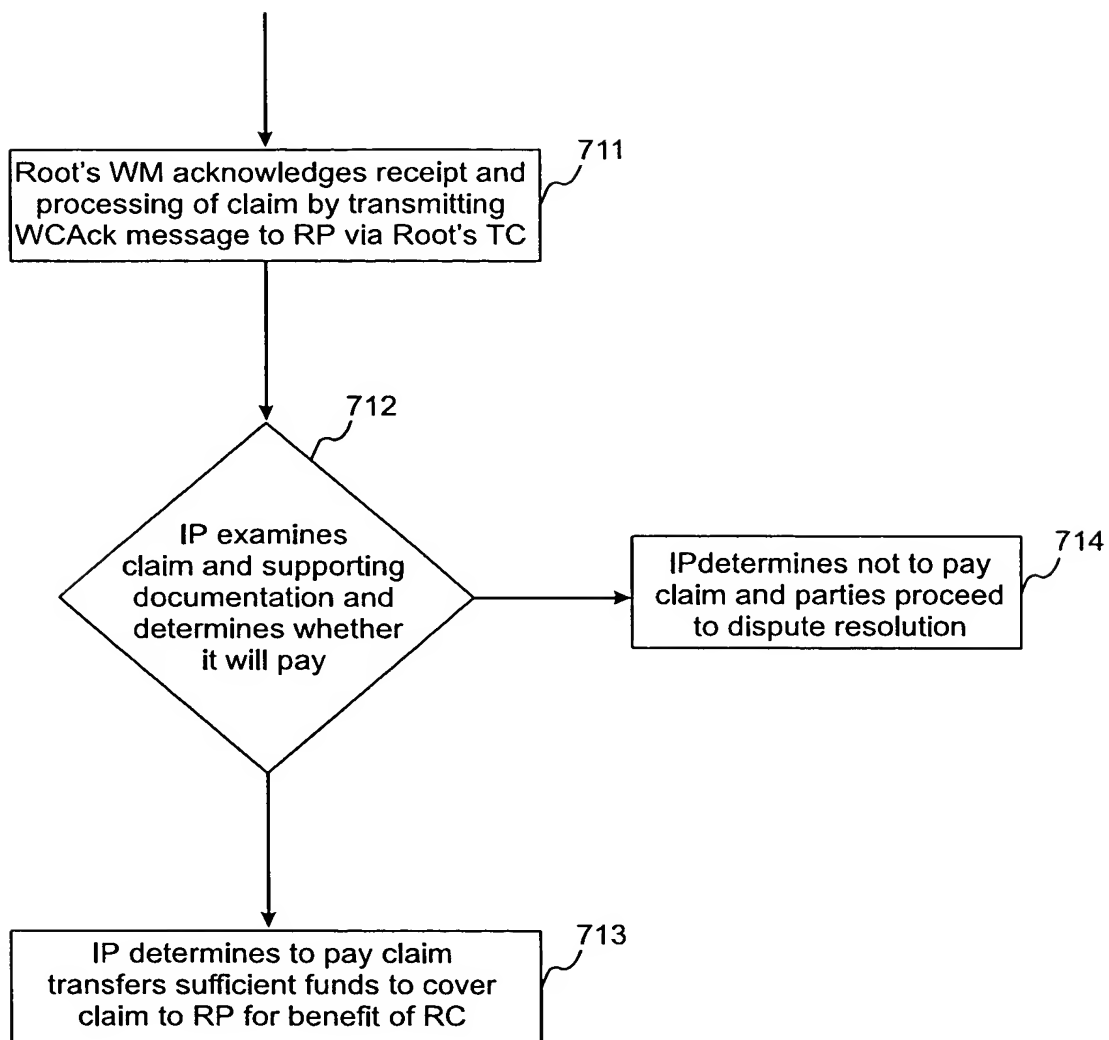 711
Root's WM acknowledges receipt and
processing of claim by transmitting
WCAck message to RP via Root's TC
712
IP examines
claim and supporting
documentation and
determines whether
it will pay
714
IPdetermines not to pay
claim and parties proceed
to dispute resolution
713
IP determines to pay claim
transfers sufficient funds to cover
claim to RP for benefit of RC